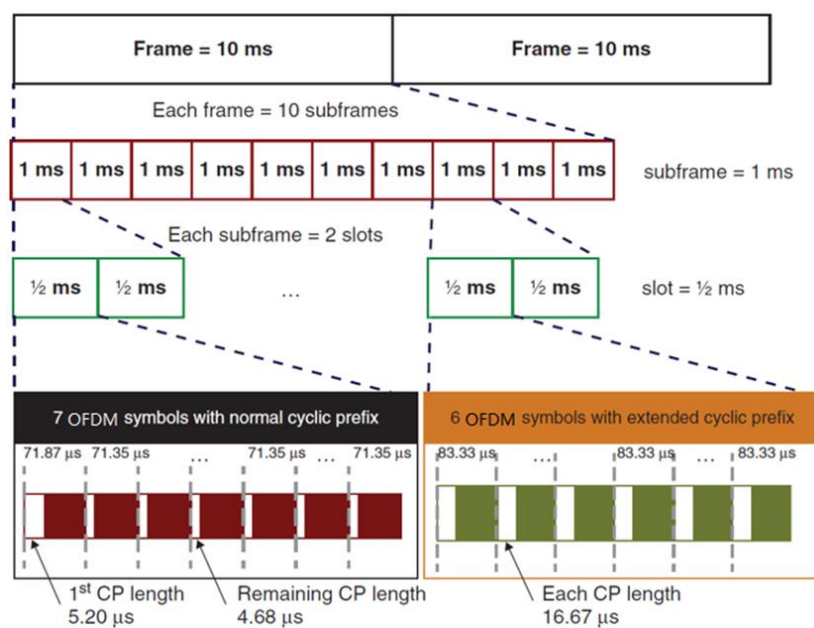 Frame = 10 ms
Frame = 10 ms
Each frame = 10 subframes
1 ms 1 ms 1 ms 1 ms 1 ms 1 ms 1 ms 1 ms 1 ms 1 ms
subframe = 1 ms
Each subframe = 2 slots
½ ms ½ ms ... ½ ms ½ ms
slot = ½ ms
7 OFDM symbols with normal cyclic prefix
71.87 µs 71.35 µs ... 71.35 µs ... 71.35 µs
1st CP length
5.20 µs
Remaining CP length
4.68 µs
6 OFDM symbols with extended cyclic prefix
83.33 µs ... 83.33 µs ... 83.33 µs
Each CP length
16.67 µs